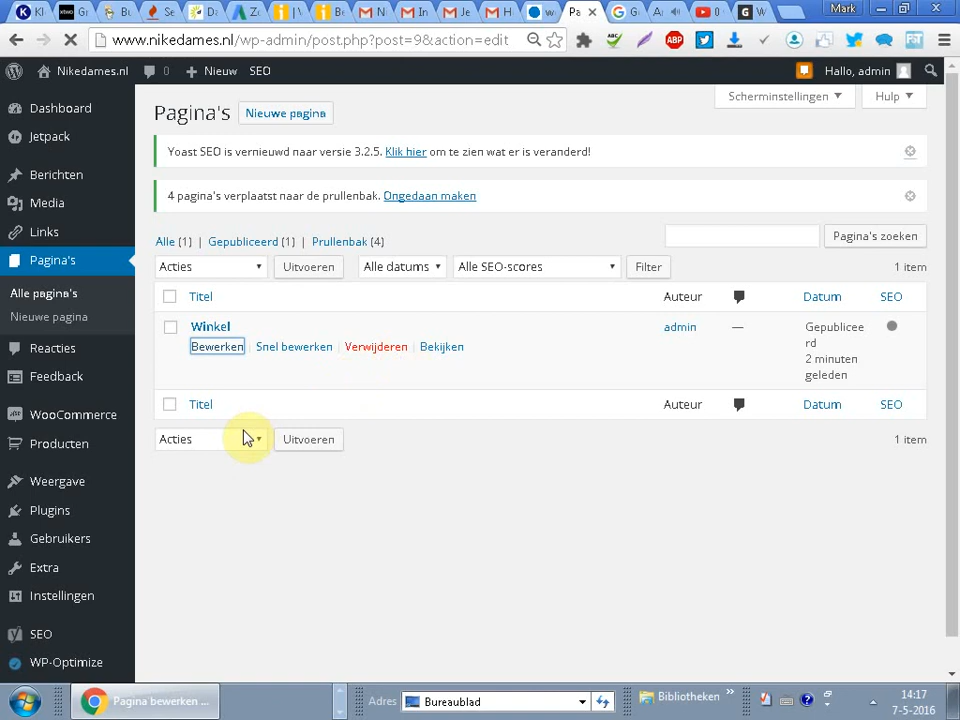 Mark
www.nikedames.nl/wp-admin/post.php?post=9&action=edit
ABP
Nikedames.nl
0
Nieuw
SEO
Hallo, admin
Dashboard
Jetpack
Berichten
Media
Links
Pagina's
Alle pagina's
Nieuwe pagina
Reacties
Feedback
WooCommerce
Producten
Weergave
Plugins
Gebruikers
Extra
Instellingen
SEO
WP-Optimize
Scherminstellingen
Hulp
Pagina's
Nieuwe pagina
Yoast SEO is vernieuwd naar versie 3.2.5. Klik hier om te zien wat er is veranderd!
4 pagina's verplaatst naar de prullenbak. Ongedaan maken
Alle (1) | Gepubliceerd (1) | Prullenbak (4)
Pagina's zoeken
Acties
Uitvoeren
Alle datums
Alle SEO-scores
Filter
1 item
Titel
Auteur
Datum
SEO
Winkel
Bewerken | Snel bewerken | Verwijderen | Bekijken
admin
—
Gepublicee
rd
2 minuten
geleden
Titel
Auteur
Datum
SEO
Acties
Uitvoeren
1 item
Pagina bewerken ...
Adres
Bureaublad
Bibliotheken
14:17
7-5-2016